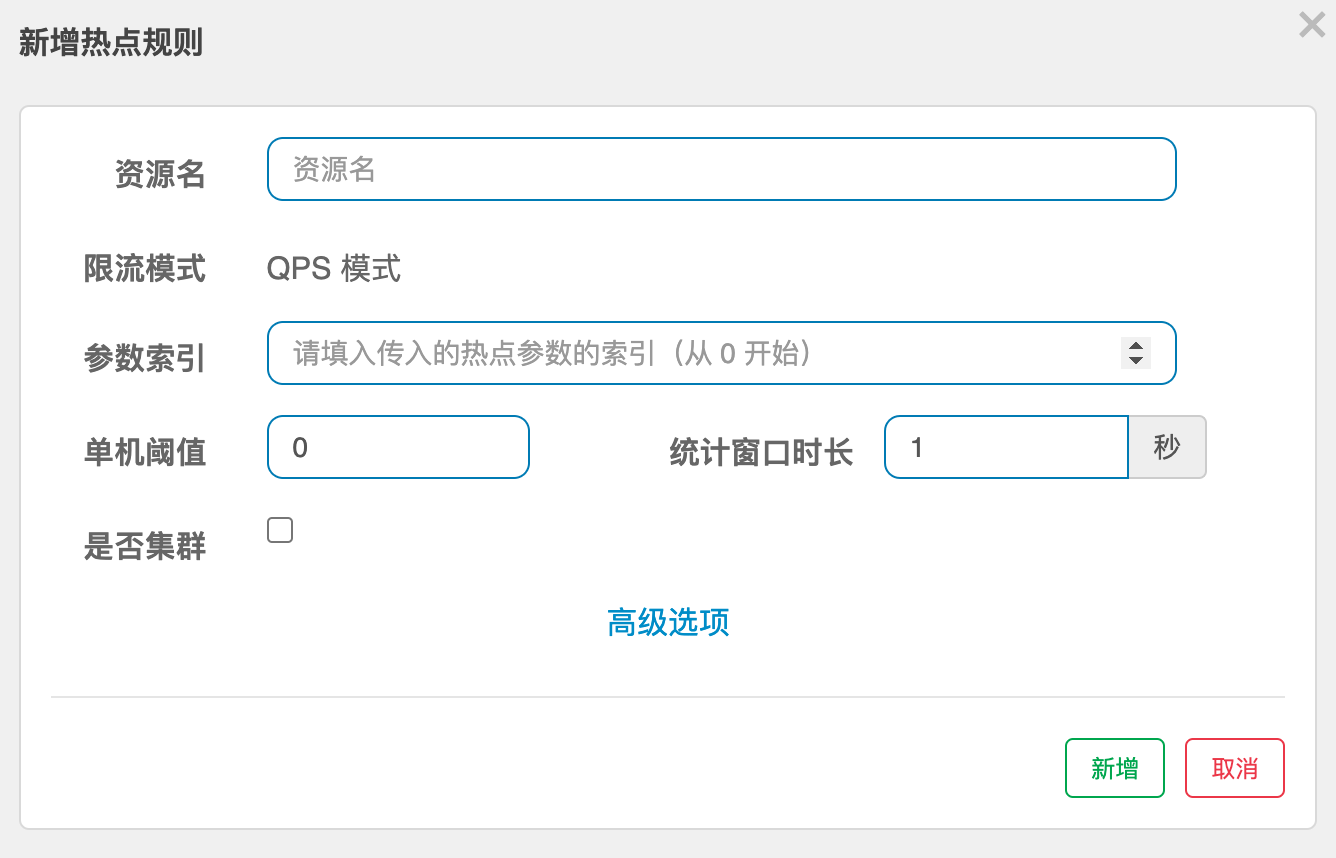 新增热点规则
×
资源名 资源名
限流模式 QPS 模式
参数索引 请填入传入的热点参数的索引（从 0 开始）
单机阈值 0 统计窗口时长 1 秒
是否集群
高级选项
新增 取消